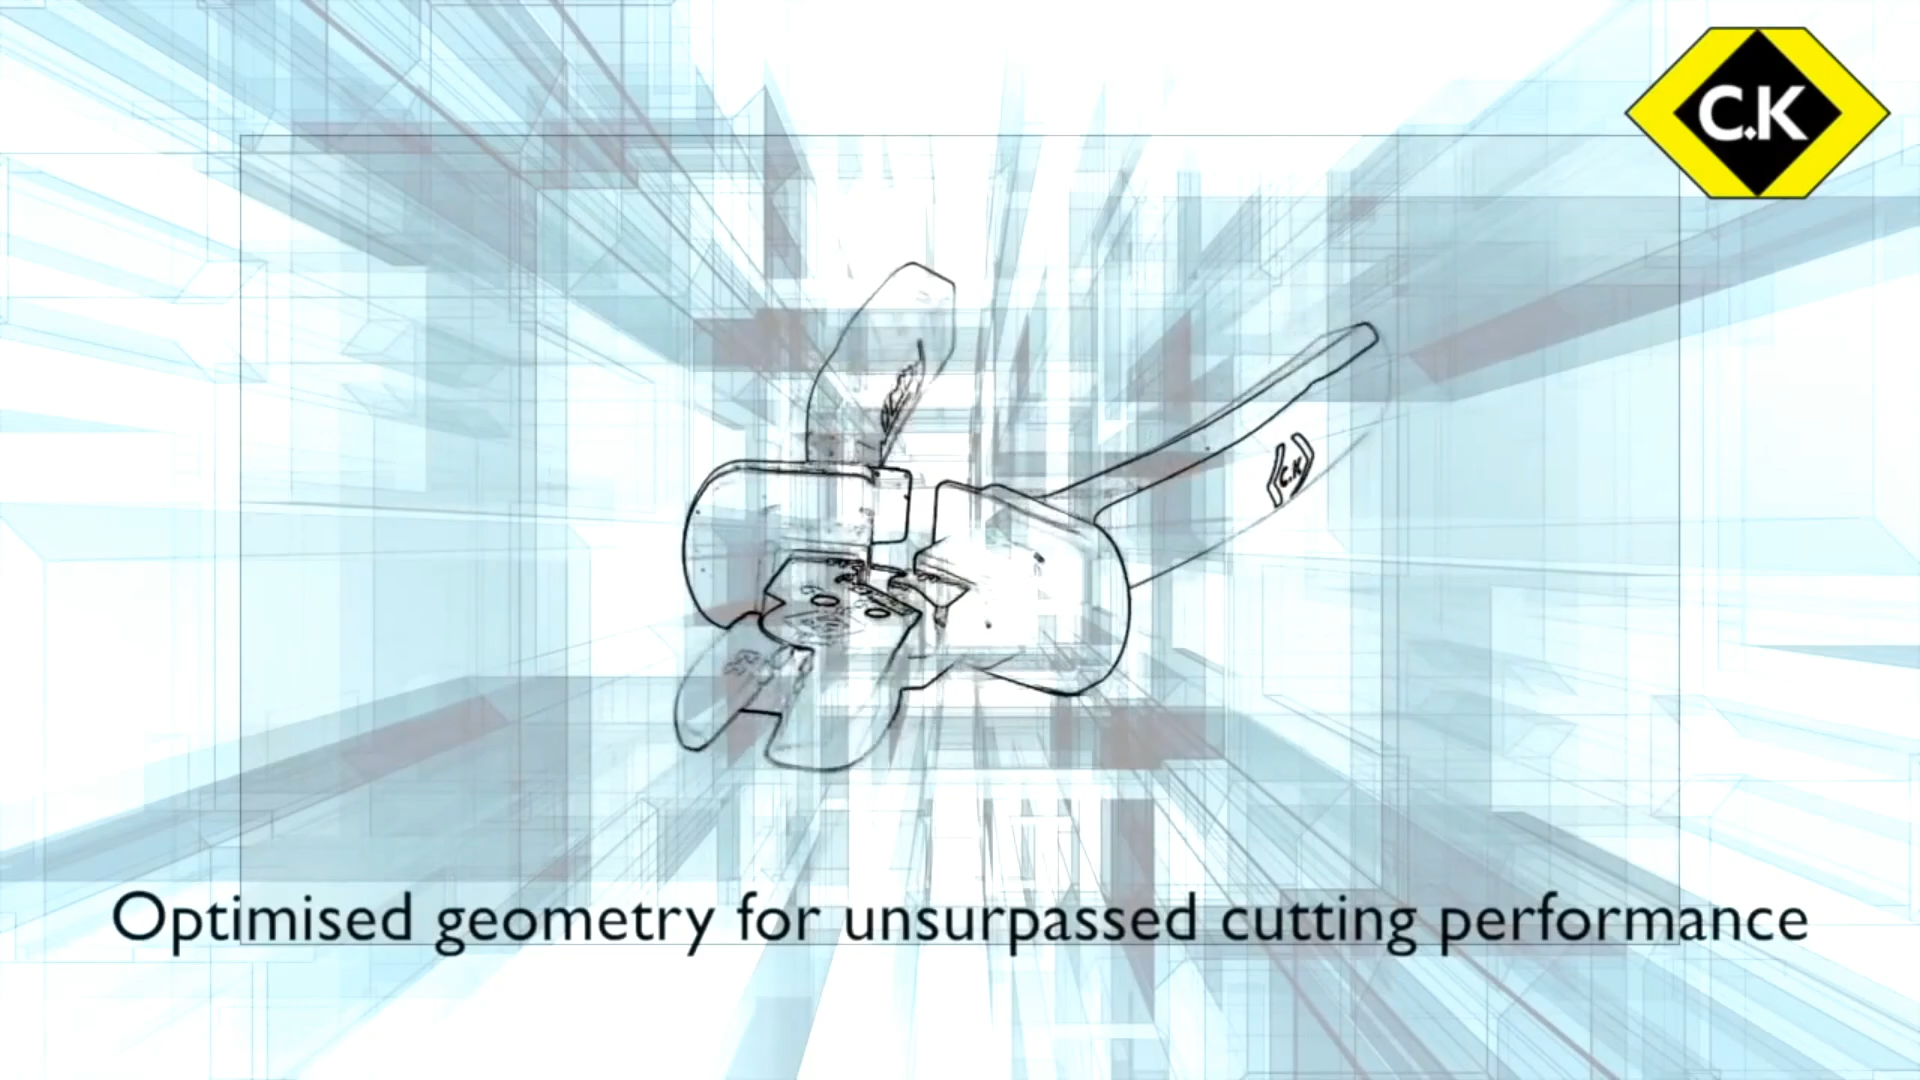 C.K
C.K
Optimised geometry for unsurpassed cutting performance